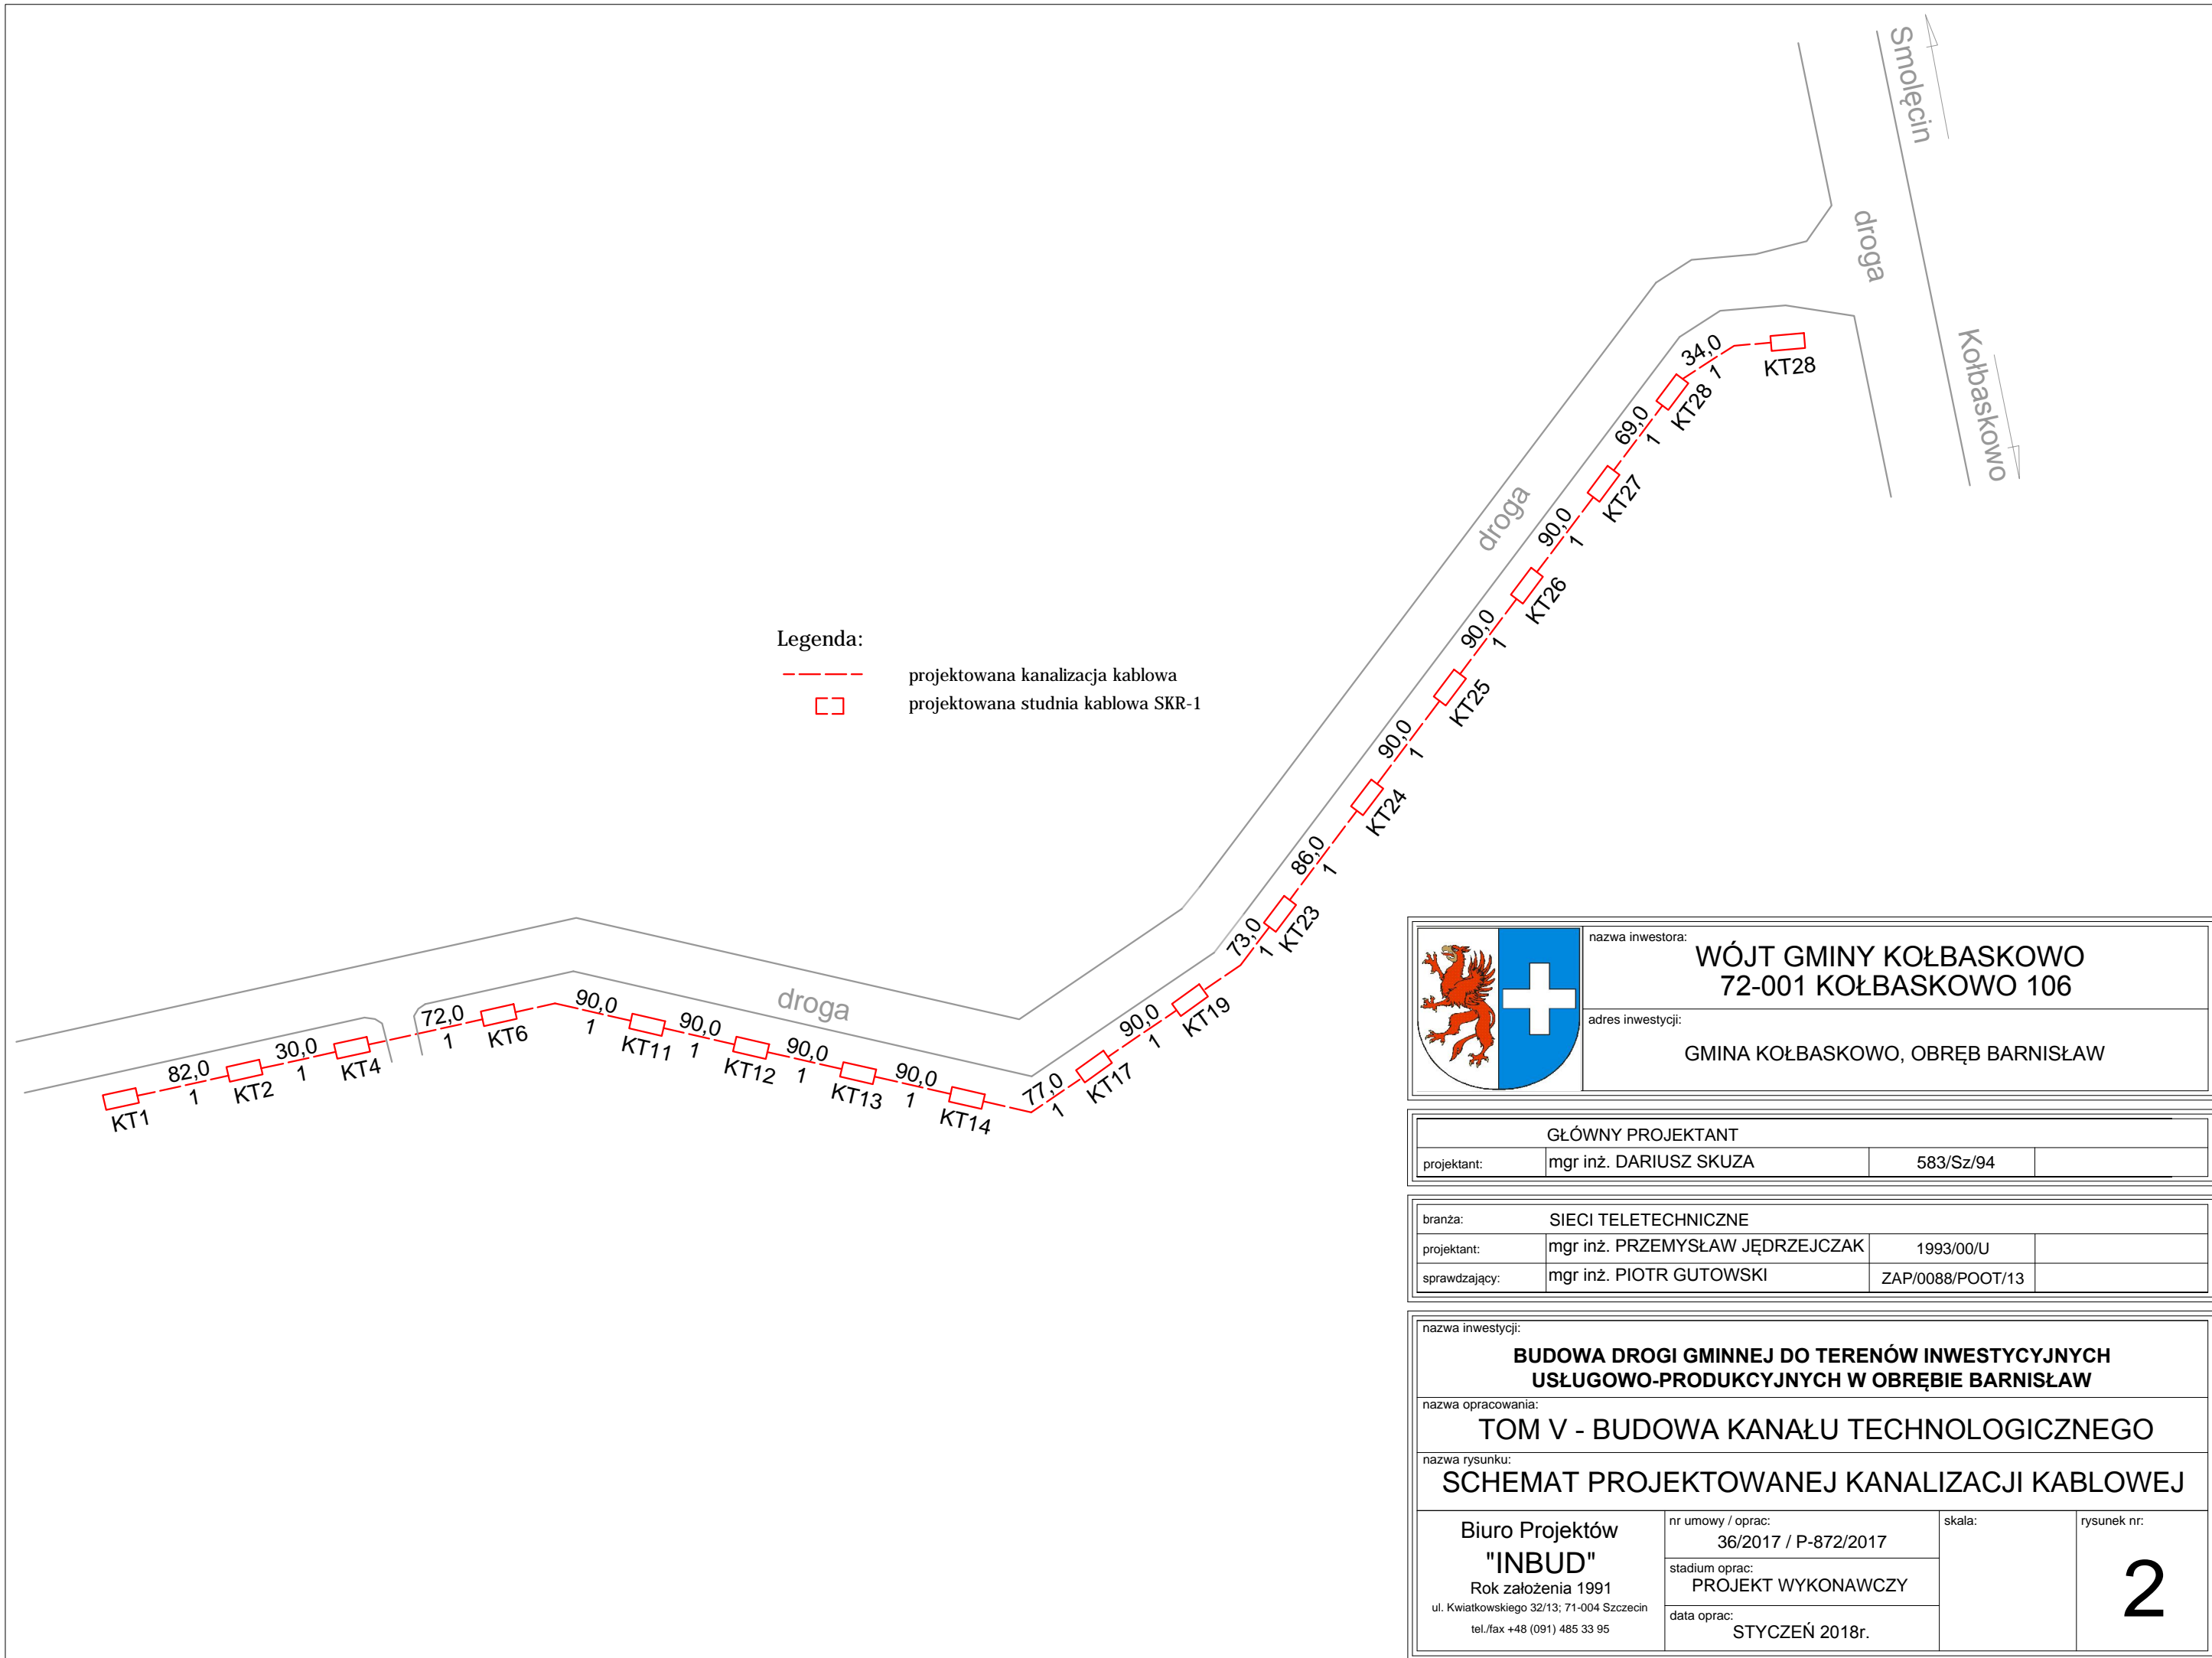 Smolęcin
droga
Kołbaskowo
34,0
1
KT28
KT28
69,0
1
KT27
droga
90,0
1
KT26
90,0
1
KT25
90,0
1
KT24
86,0
1
KT23
73,0
1
KT19
90,0
1
KT17
77,0
1
Legenda:
projektowana kanalizacja kablowa
projektowana studnia kablowa SKR-1
droga
KT1
82,0
1
KT2
30,0
1
KT4
72,0
1
KT6
90,0
1
KT11
90,0
1
KT12
90,0
1
KT13
90,0
1
KT14
nazwa inwestora:
WÓJT GMINY KOŁBASKOWO
72-001 KOŁBASKOWO 106
adres inwestycji:
GMINA KOŁBASKOWO, OBRĘB BARNISŁAW
GŁÓWNY PROJEKTANT
projektant: mgr inż. DARIUSZ SKUZA 583/Sz/94
branża: SIECI TELETECHNICZNE
projektant: mgr inż. PRZEMYSŁAW JĘDRZEJCZAK 1993/00/U
sprawdzający: mgr inż. PIOTR GUTOWSKI ZAP/0088/POOT/13
nazwa inwestycji:
BUDOWA DROGI GMINNEJ DO TERENÓW INWESTYCYJNYCH
USŁUGOWO-PRODUKCYJNYCH W OBRĘBIE BARNISŁAW
nazwa opracowania:
TOM V - BUDOWA KANAŁU TECHNOLOGICZNEGO
nazwa rysunku:
SCHEMAT PROJEKTOWANEJ KANALIZACJI KABLOWEJ
Biuro Projektów
"INBUD"
Rok założenia 1991
ul. Kwiatkowskiego 32/13; 71-004 Szczecin
tel./fax +48 (091) 485 33 95
nr umowy / oprac:
36/2017 / P-872/2017
stadium oprac:
PROJEKT WYKONAWCZY
data oprac:
STYCZEŃ 2018r.
skala:
rysunek nr:
2